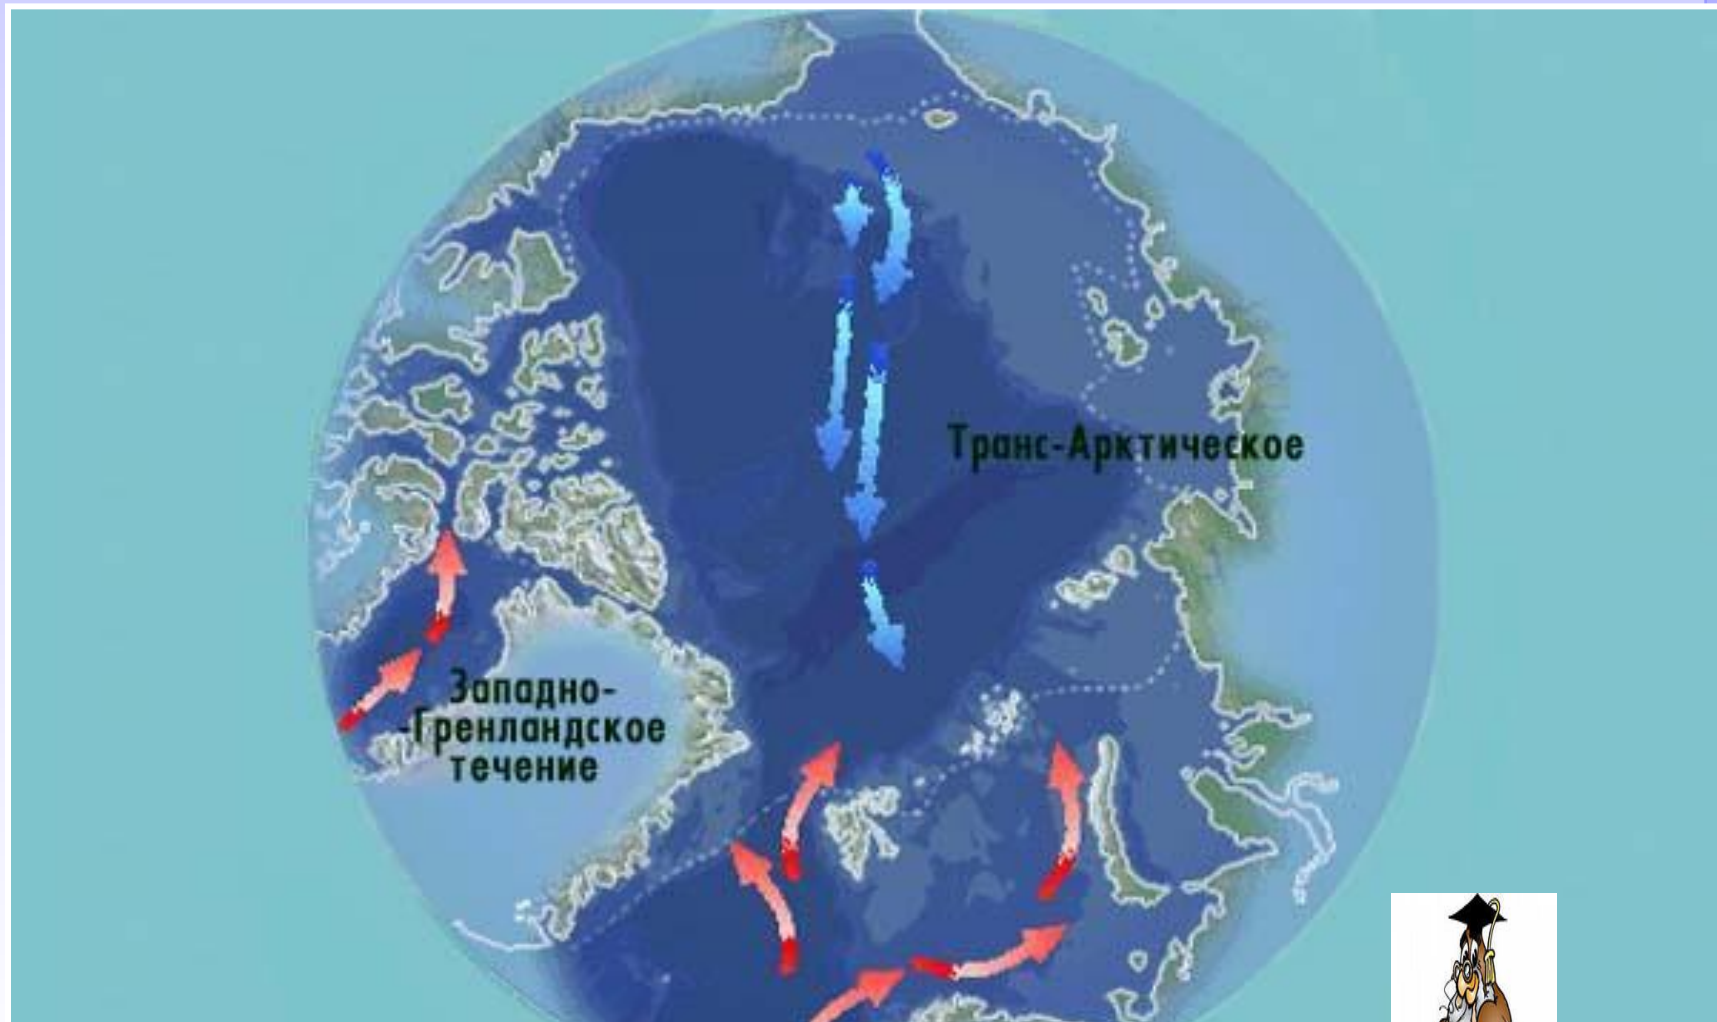 Транс-Арктическое
Западно-
-Гренландское
течение